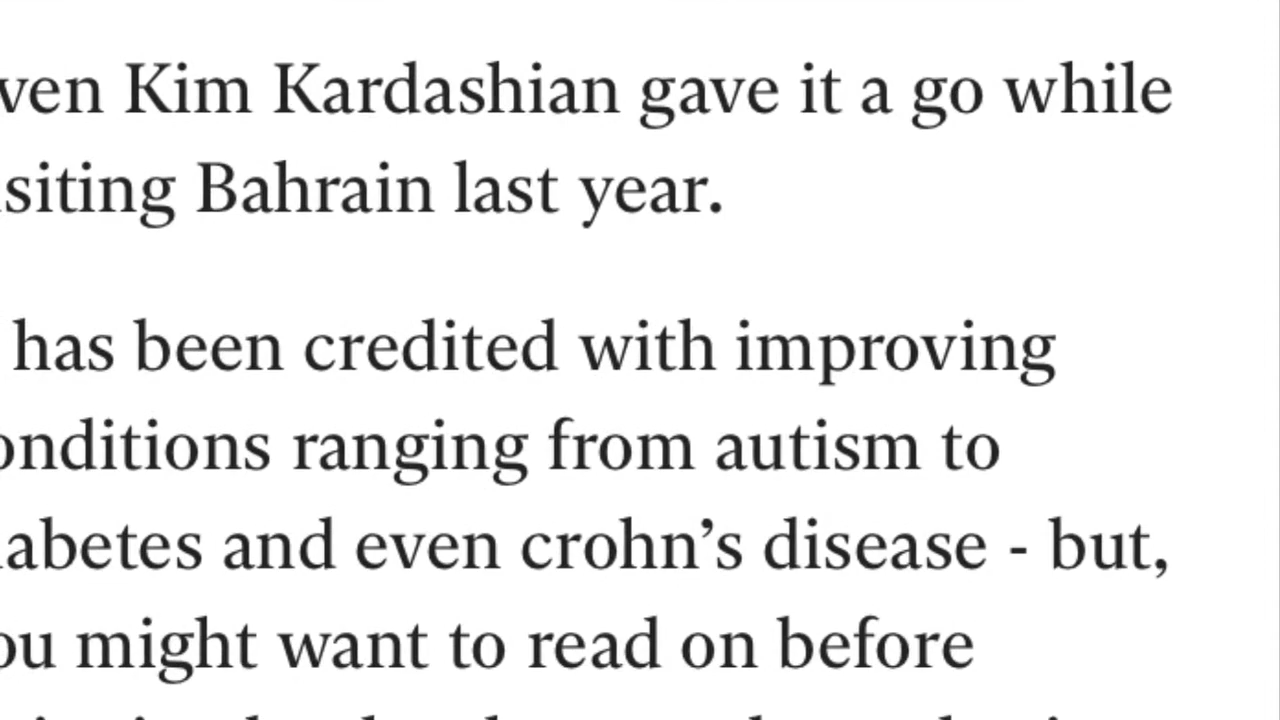 ven Kim Kardashian gave it a go while
siting Bahrain last year.
has been credited with improving
onditions ranging from autism to
abetes and even crohn’s disease - but,
ou might want to read on before